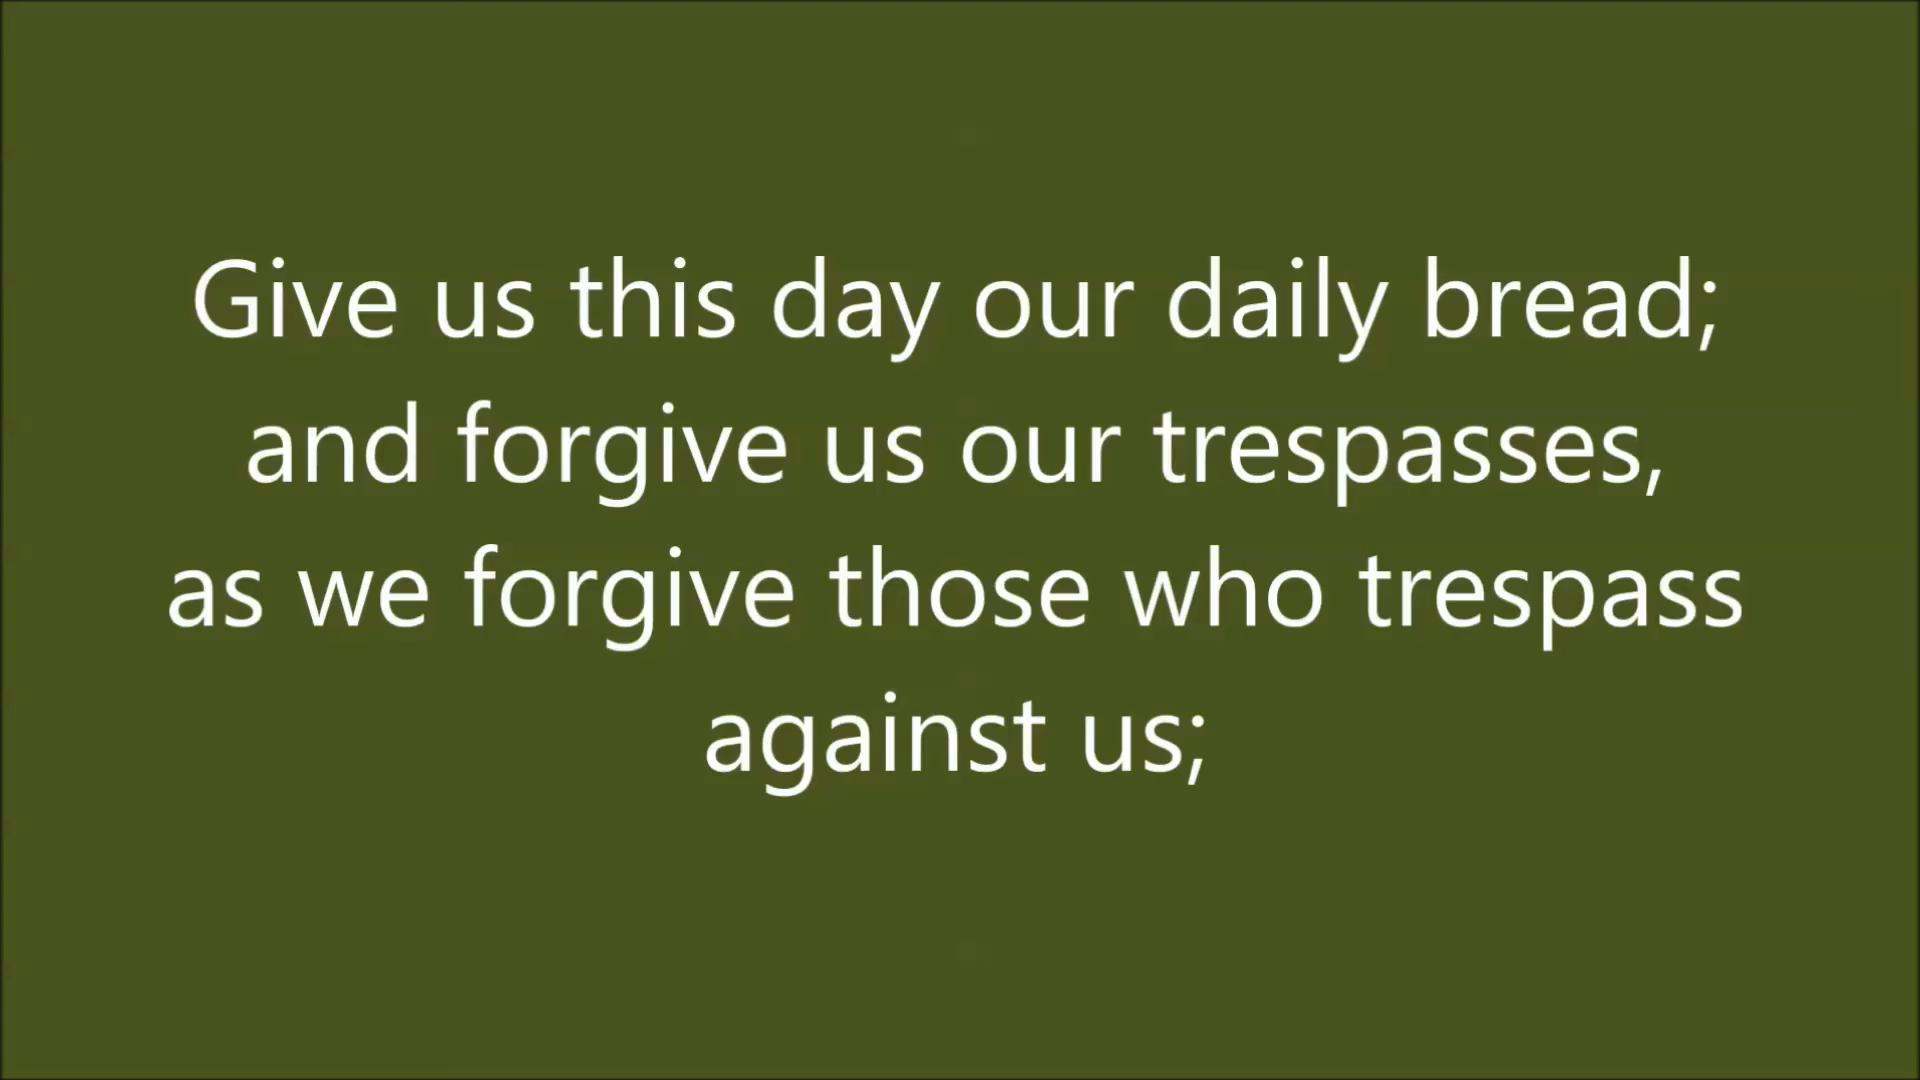 Give us this day our daily bread;
and forgive us our trespasses,
as we forgive those who trespass
against us;